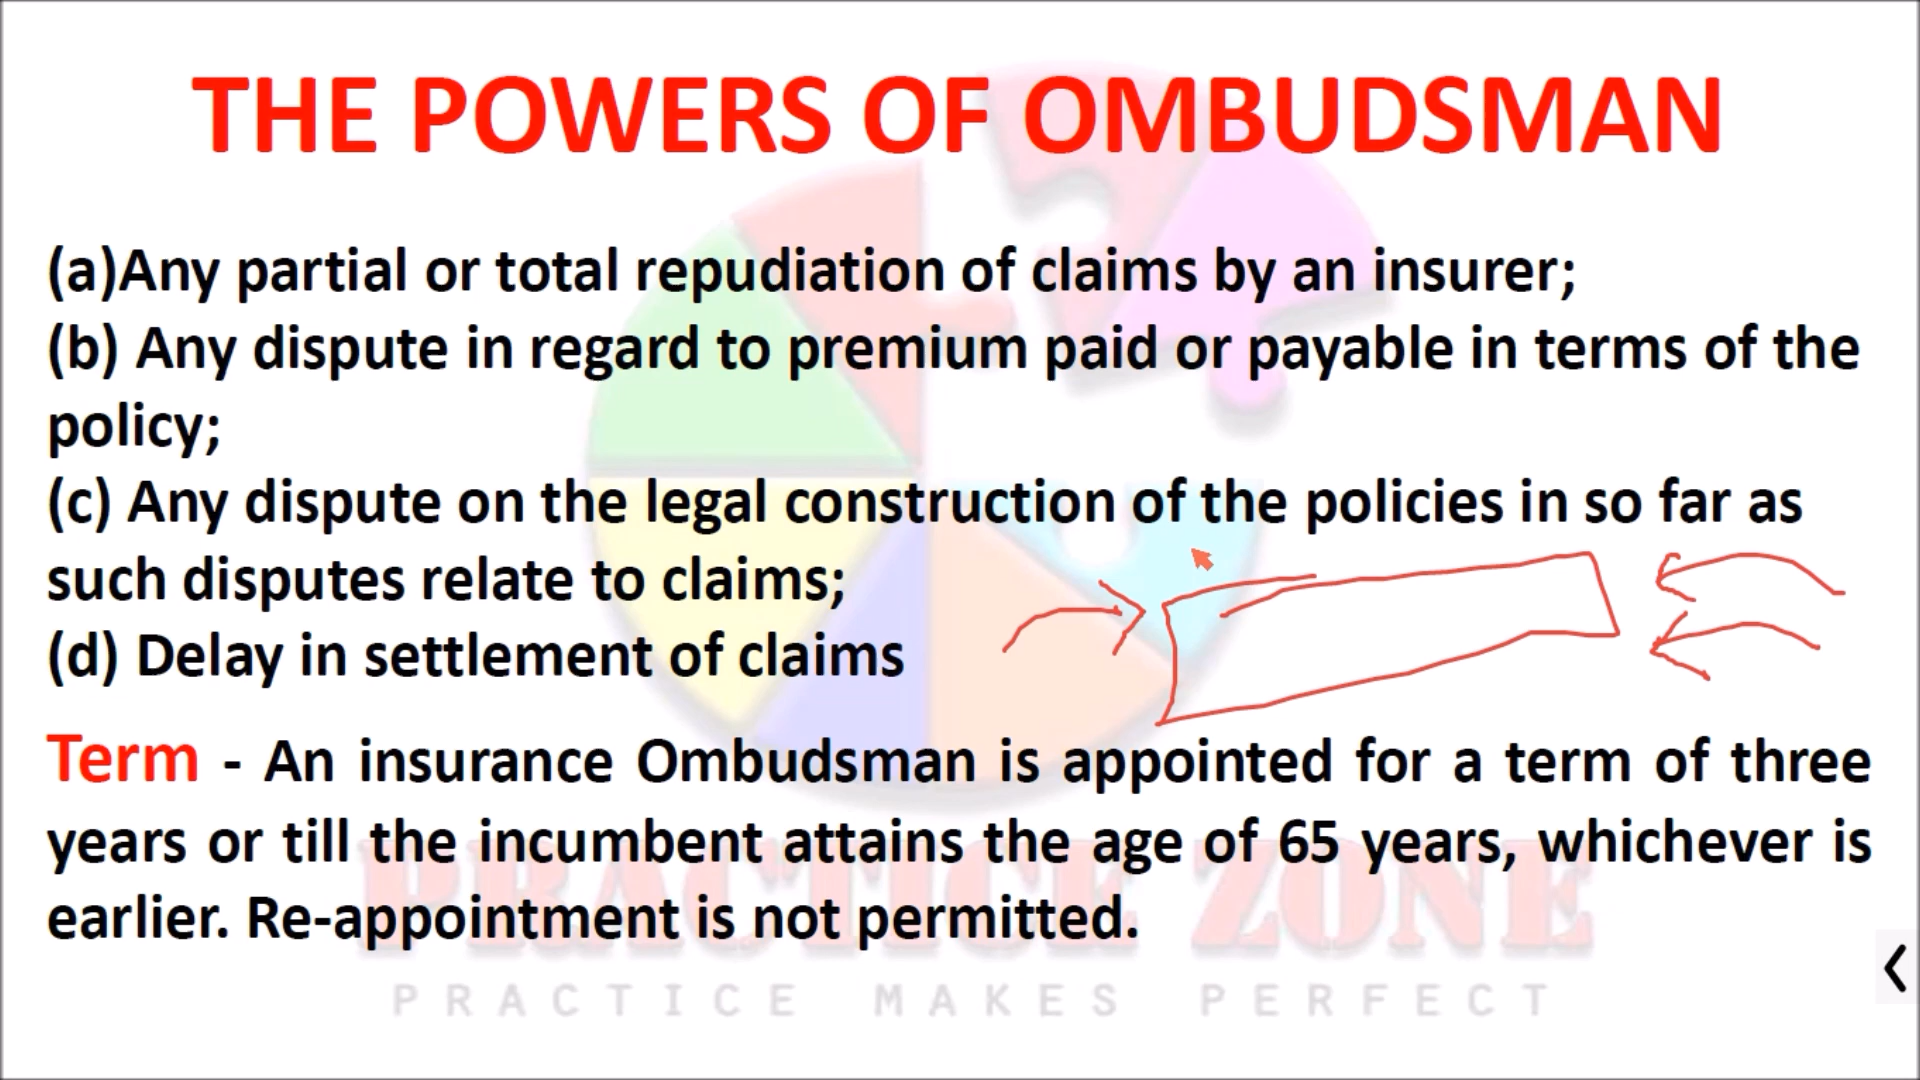 THE POWERS OF OMBUDSMAN
(a)Any partial or total repudiation of claims by an insurer;
(b) Any dispute in regard to premium paid or payable in terms of the
policy;
(c) Any dispute on the legal construction of the policies in so far as
such disputes relate to claims;
(d) Delay in settlement of claims
Term - An insurance Ombudsman is appointed for a term of three
years or till the incumbent attains the age of 65 years, whichever is
earlier. Re-appointment is not permitted.
PRACTICE ZONE
PRACTICE MAKES PERFECT